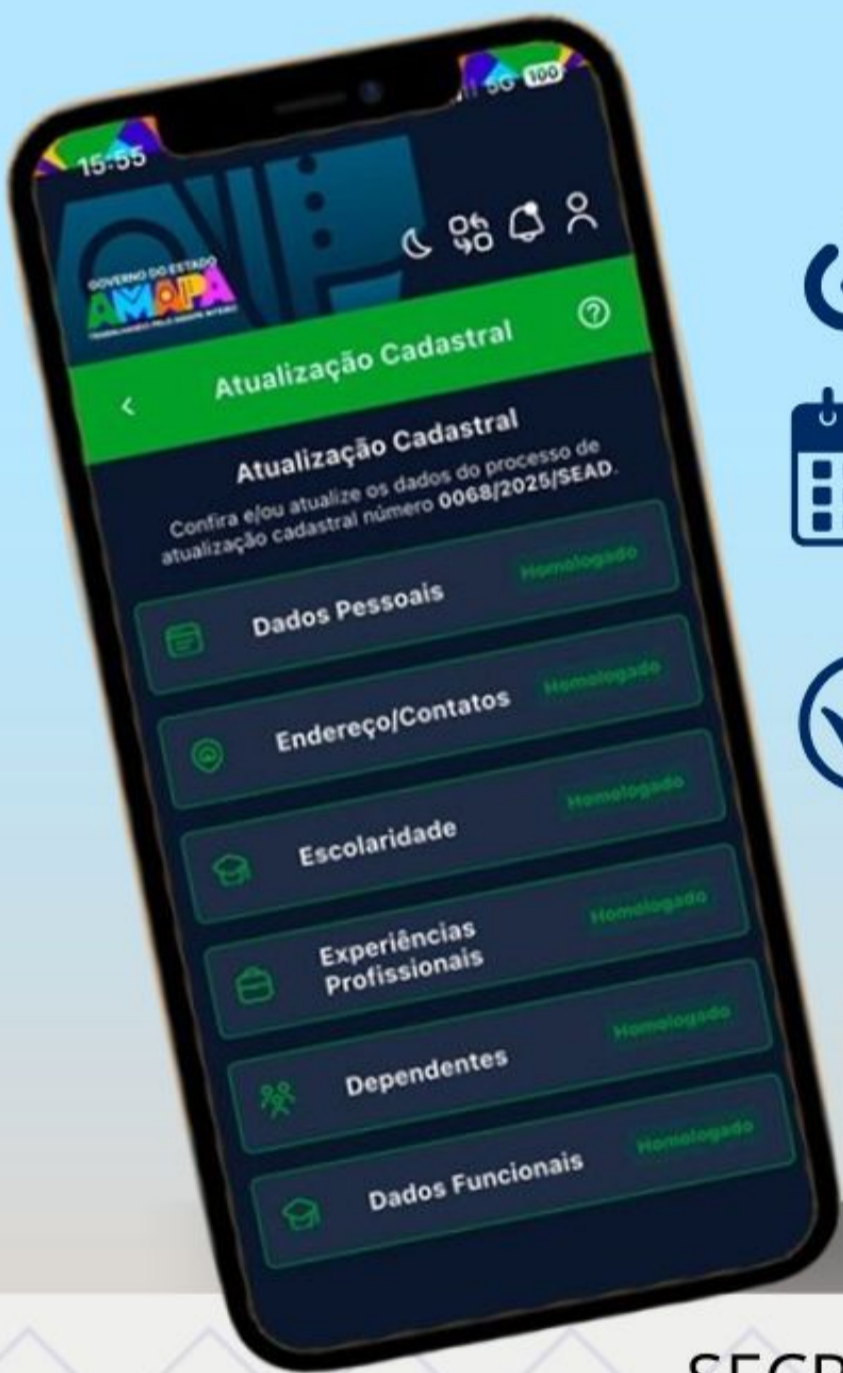 15:55
5G 100
GOVERNO DO ESTADO
AMAPÁ
Atualização Cadastral
Atualização Cadastral
Confira e/ou atualize os dados do processo de
atualização cadastral número 0068/2025/SEAD.
Dados Pessoais
Homologado
Endereço/Contatos
Homologado
Escolaridade
Homologado
Experiências
Profissionais
Homologado
Dependentes
Homologado
Dados Funcionais
Homologado